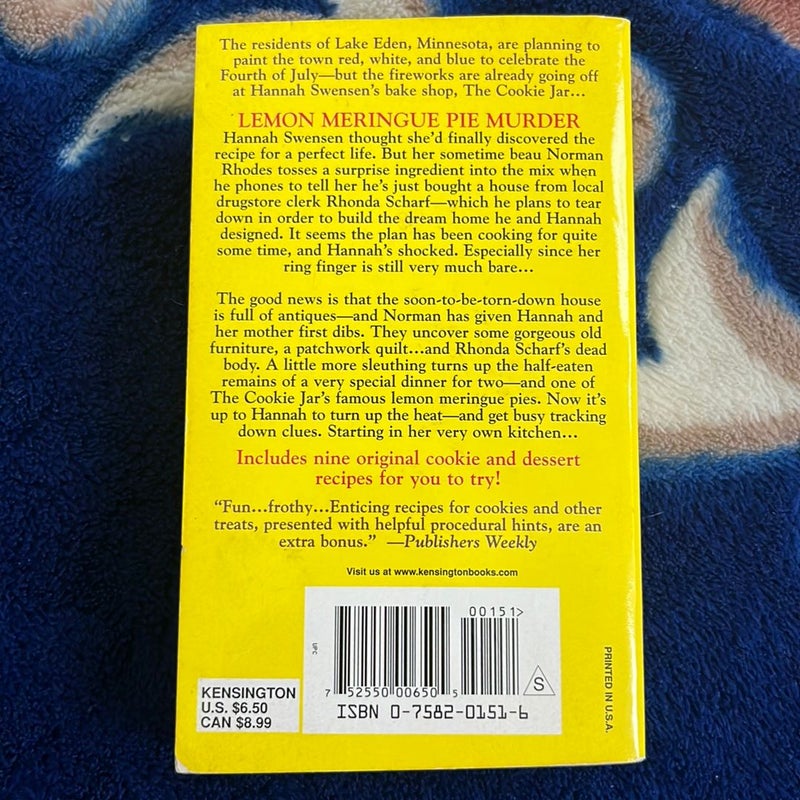 The residents of Lake Eden, Minnesota, are planning to
paint the town red, white, and blue to celebrate the
Fourth of July—but the fireworks are already going off
at Hannah Swensen's bake shop, The Cookie Jar…
LEMON MERINGUE PIE MURDER
Hannah Swensen thought she'd finally discovered the
recipe for a perfect life. But her sometime beau Norman
Rhodes tosses a surprise ingredient into the mix when
he phones to tell her he's just bought a house from local
drugstore clerk Rhonda Scharf—which he plans to tear
down in order to build the dream home he and Hannah
designed. It seems the plan has been cooking for quite
some time, and Hannah's shocked. Especially since her
ring finger is still very much bare…
The good news is that the soon-to-be-torn-down house
is full of antiques—and Norman has given Hannah and
her mother first dibs. They uncover some gorgeous old
furniture, a patchwork quilt…and Rhonda Scharf's dead
body. A little more sleuthing turns up the half-eaten
remains of a very special dinner for two—and one of
The Cookie Jar's famous lemon meringue pies. Now it's
up to Hannah to turn up the heat—and get busy tracking
down clues. Starting in her very own kitchen…
Includes nine original cookie and dessert
recipes for you to try!
"Fun…frothy…Enticing recipes for cookies and other
treats, presented with helpful procedural hints, are an
extra bonus." —Publishers Weekly
Visit us at www.kensingtonbooks.com
00151>
UPC
7 52550 00650 5
S
ISBN 0-7582-0151-6
KENSINGTON
U.S. $6.50
CAN $8.99
PRINTED IN U.S.A.